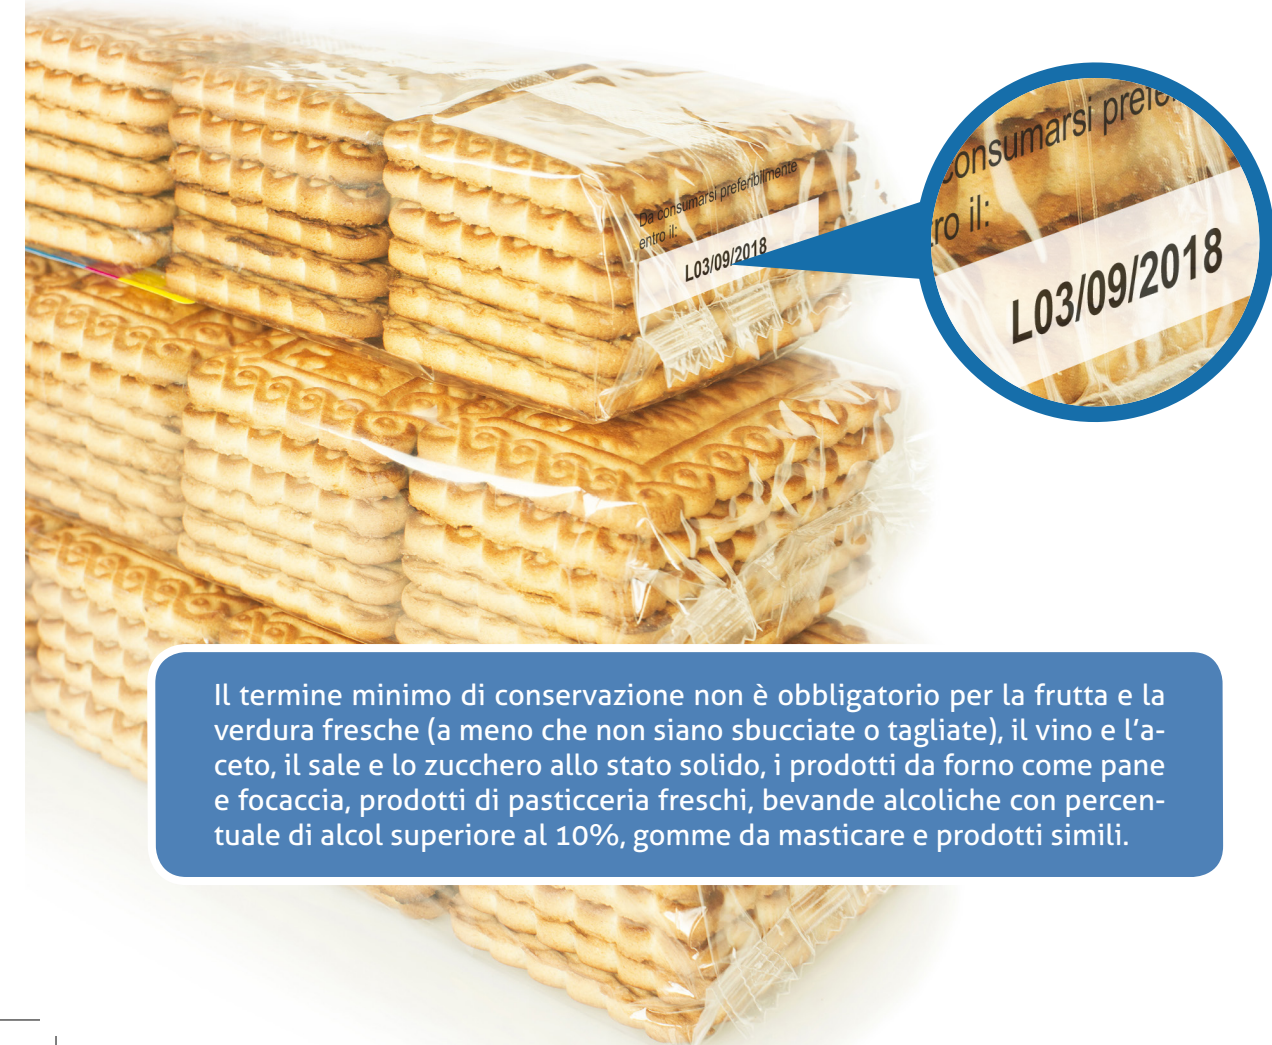 Da consumarsi preferibilmente
entro il:
L03/09/2018
onsumarsi prefe
ro il:
L03/09/2018
Il termine minimo di conservazione non è obbligatorio per la frutta e la
verdura fresche (a meno che non siano sbucciate o tagliate), il vino e l'a-
ceto, il sale e lo zucchero allo stato solido, i prodotti da forno come pane
e focaccia, prodotti di pasticceria freschi, bevande alcoliche con percen-
tuale di alcol superiore al 10%, gomme da masticare e prodotti simili.